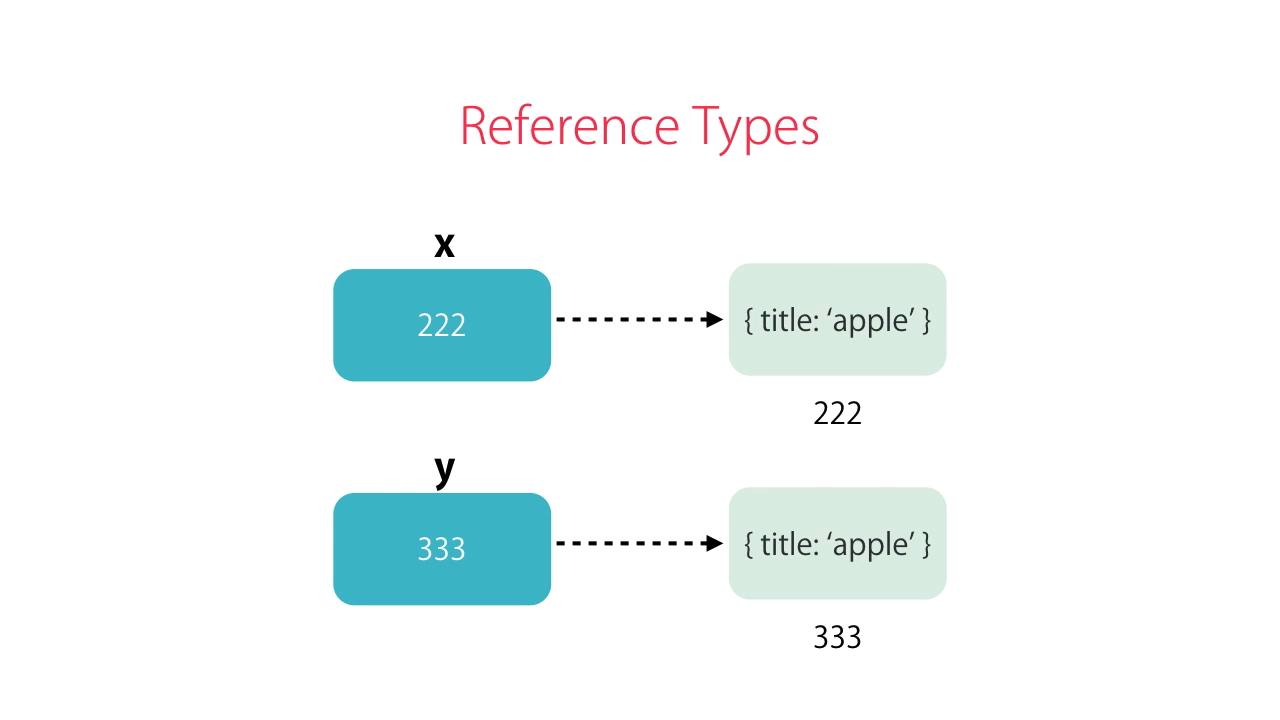 Reference Types
x
222
{ title: ‘apple’ }
222
y
333
{ title: ‘apple’ }
333